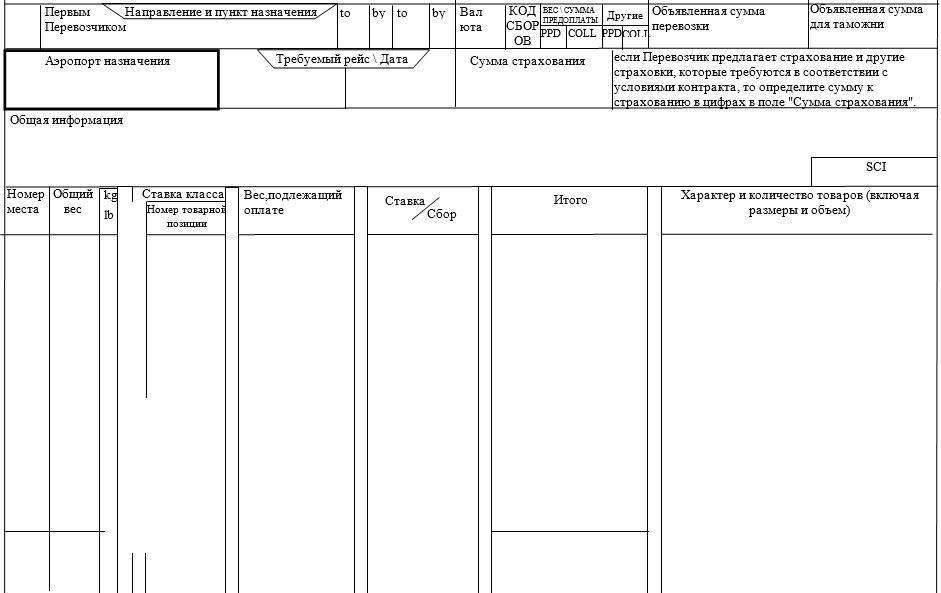 Первым
Перевозчиком
Направление и пункт назначения
to
by
to
by
Вал
юта
КОД
СБОР
ОВ
ВЕС \ СУММА
ПРЕДОПЛАТЫ
PPD
COLL
Другие
PPD
COLL
Объявленная сумма
перевозки
Объявленная сумма
для таможни
Аэропорт назначения
Требуемый рейс \ Дата
Сумма страхования
если Перевозчик предлагает страхование и другие
страховки, которые требуются в соответствии с
условиями контракта, то определите сумму к
страхованию в цифрах в поле "Сумма страхования".
Общая информация
SCI
Номер
места
Общий
вес
kg
lb
Ставка класса
Номер товарной
позиции
Вес,подлежащий
оплате
Ставка
Сбор
Итого
Характер и количество товаров (включая
размеры и объем)